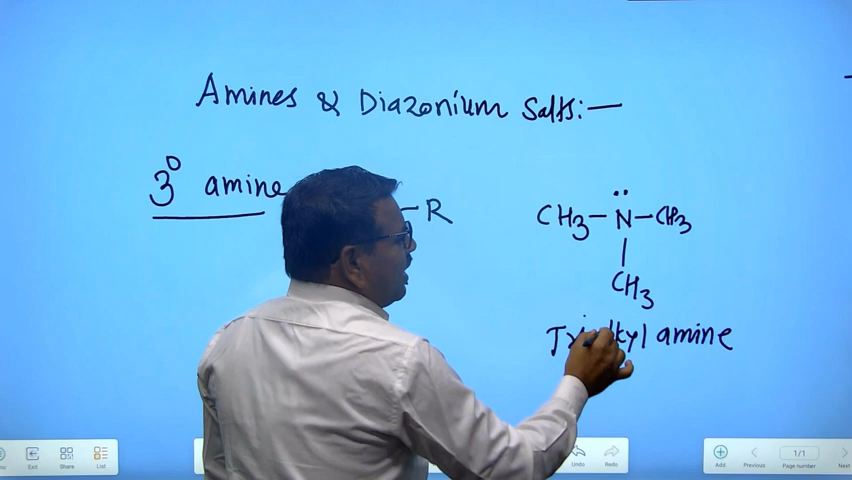 Amines & Diazonium Salts:—
3° amine
– R
CH3 – N̈ – CH3
|
CH3
amine
Exit
Share
List
Undo
Redo
Add
Previous
1/1
Page number
Next